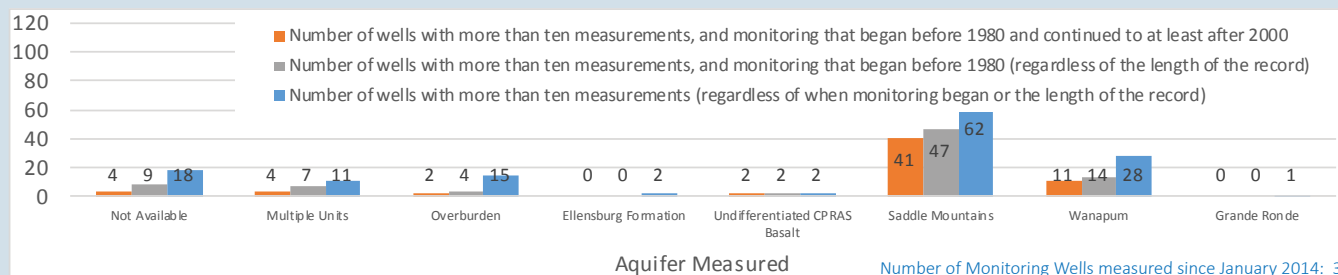 120
100
80
60
40
20
0
Number of wells with more than ten measurements, and monitoring that began before 1980 and continued to at least after 2000
Number of wells with more than ten measurements, and monitoring that began before 1980 (regardless of the length of the record)
Number of wells with more than ten measurements (regardless of when monitoring began or the length of the record)
4 9 18 4 7 11 2 4 15 0 0 2 2 2 2 41 47 62 11 14 28 0 0 1
Not Available Multiple Units Overburden Ellensburg Formation Undifferentiated CPRAS Saddle Mountains Wanapum Grande Ronde
Basalt
Aquifer Measured
Number of Monitoring Wells measured since January 2014: